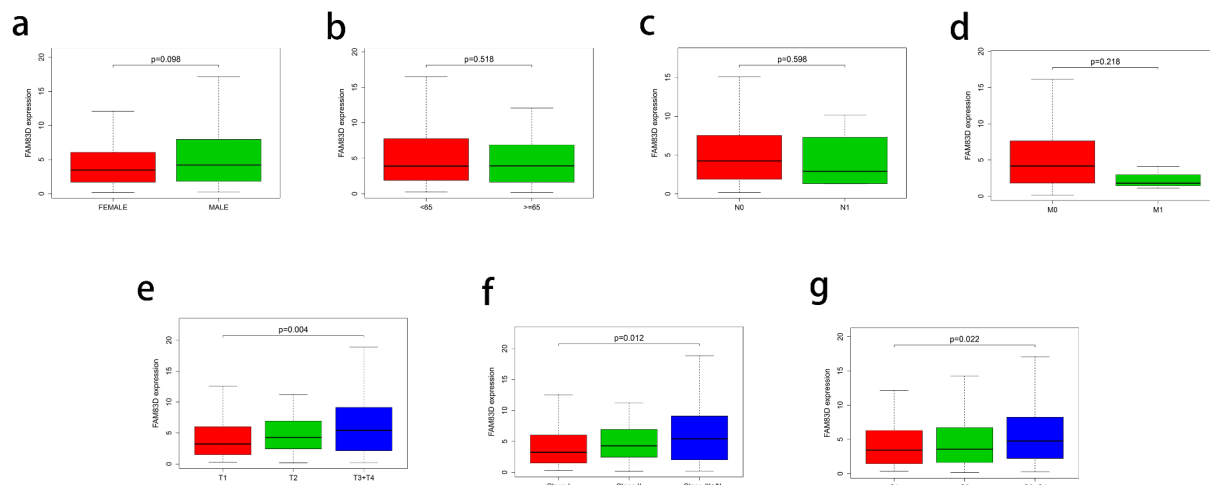 a
FAM83D expression
0 5 10 15 20
p=0.098
FEMALE MALE
b
FAM83D expression
0 5 10 15 20
p=0.518
<65 >=65
c
FAM83D expression
0 5 10 15
p=0.598
N0 N1
d
FAM83D expression
0 5 10 15 20
p=0.218
M0 M1
e
FAM83D expression
0 5 10 15 20
p=0.004
T1 T2 T3+T4
f
FAM83D expression
0 5 10 15 20
p=0.012
g
FAM83D expression
0 5 10 15 20
p=0.022